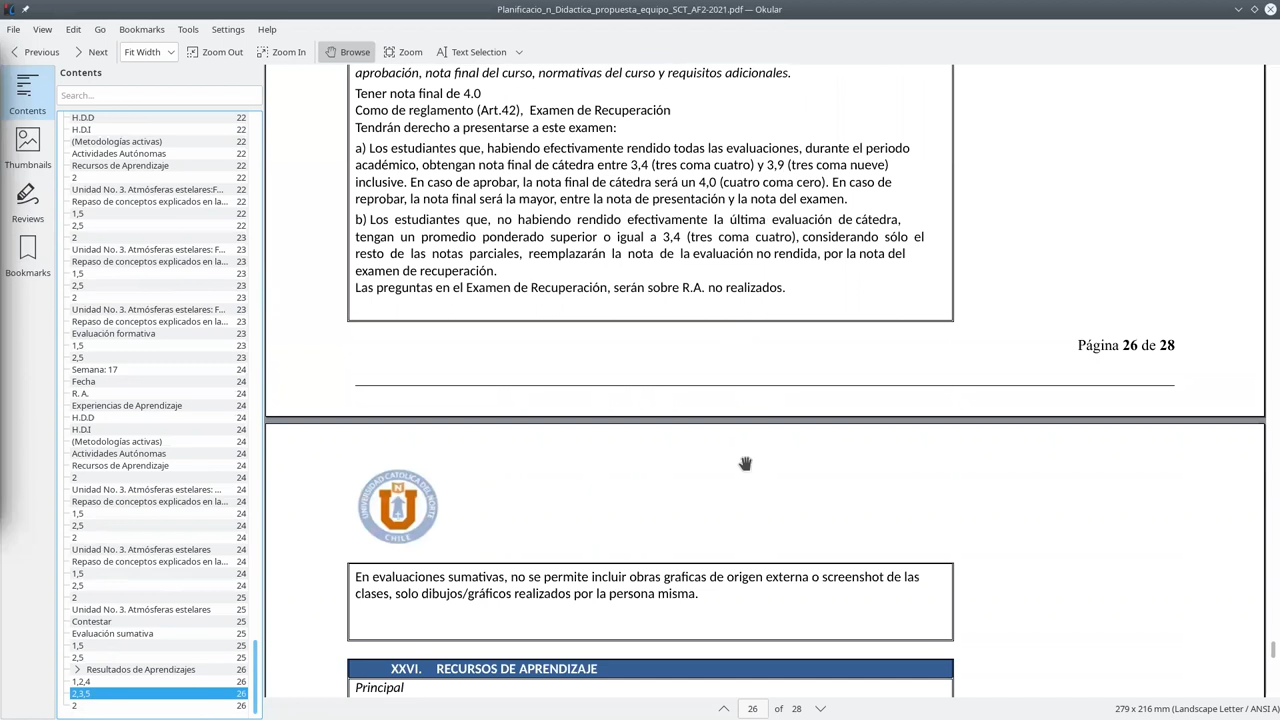 Planificacio_n_Didactica_propuesta_equipo_SCT_AF2-2021.pdf — Okular
File View Edit Go Bookmarks Tools Settings Help
Previous Next Fit Width Zoom Out Zoom In Browse Zoom Text Selection
Contents
Search...
Contents
Thumbnails
Reviews
Bookmarks
H.D.D 22
H.D.I 22
(Metodologías activas) 22
Actividades Autónomas 22
Recursos de Aprendizaje 22
2 22
Unidad No. 3. Atmósferas estelares:F... 22
Repaso de conceptos explicados en la... 22
1,5 22
2,5 22
2 23
Unidad No. 3. Atmósferas estelares: F... 23
Repaso de conceptos explicados en la... 23
1,5 23
2,5 23
2 23
Unidad No. 3. Atmósferas estelares: F... 23
Repaso de conceptos explicados en la... 23
Evaluación formativa 23
1,5 23
2,5 23
Semana: 17 24
Fecha 24
R. A. 24
Experiencias de Aprendizaje 24
H.D.D 24
H.D.I 24
(Metodologías activas) 24
Actividades Autónomas 24
Recursos de Aprendizaje 24
2 24
Unidad No. 3. Atmósferas estelares: ... 24
Repaso de conceptos explicados en la... 24
1,5 24
2,5 24
2 24
Unidad No. 3. Atmósferas estelares 24
Repaso de conceptos explicados en la... 24
1,5 24
2,5 24
2 25
Unidad No. 3. Atmósferas estelares 25
Contestar 25
Evaluación sumativa 25
1,5 25
2,5 25
Resultados de Aprendizajes 26
1,2,4 26
2,3,5 26
2 26
aprobación, nota final del curso, normativas del curso y requisitos adicionales.
Tener nota final de 4.0
Como de reglamento (Art.42), Examen de Recuperación
Tendrán derecho a presentarse a este examen:
a) Los estudiantes que, habiendo efectivamente rendido todas las evaluaciones, durante el periodo
académico, obtengan nota final de cátedra entre 3,4 (tres coma cuatro) y 3,9 (tres coma nueve)
inclusive. En caso de aprobar, la nota final de cátedra será un 4,0 (cuatro coma cero). En caso de
reprobar, la nota final será la mayor, entre la nota de presentación y la nota del examen.
b) Los estudiantes que, no habiendo rendido efectivamente la última evaluación de cátedra,
tengan un promedio ponderado superior o igual a 3,4 (tres coma cuatro), considerando sólo el
resto de las notas parciales, reemplazarán la nota de la evaluación no rendida, por la nota del
examen de recuperación.
Las preguntas en el Examen de Recuperación, serán sobre R.A. no realizados.
Página 26 de 28
UNIVERSIDAD CATOLICA DEL NORTE
N
CHILE
En evaluaciones sumativas, no se permite incluir obras graficas de origen externa o screenshot de las
clases, solo dibujos/gráficos realizados por la persona misma.
XXVI. RECURSOS DE APRENDIZAJE
Principal
26 of 28
279 x 216 mm (Landscape Letter / ANSI A)